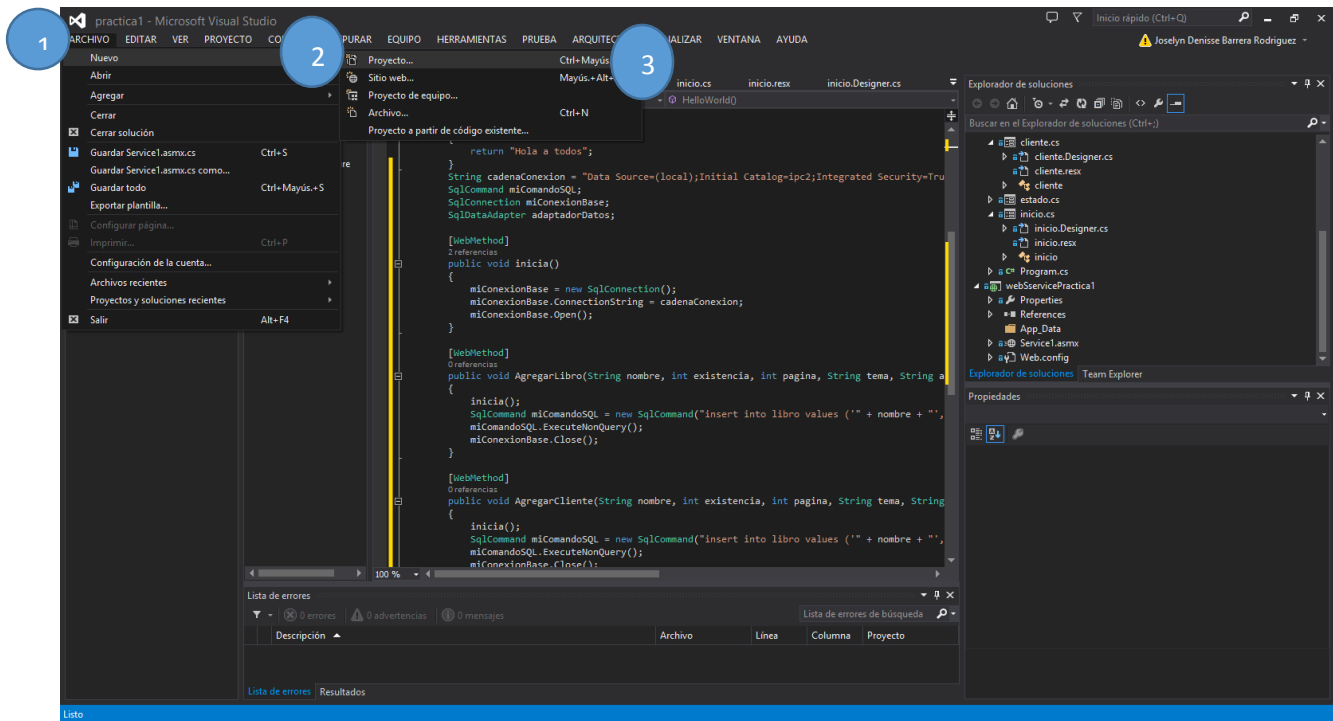 practica1 - Microsoft Visual Studio
Inicio rápido (Ctrl+Q)
1
2
3
ARCHIVO EDITAR VER PROYECTO CO PURAR EQUIPO HERRAMIENTAS PRUEBA ARQUITEC ALIZAR VENTANA AYUDA
Joselyn Denisse Barrera Rodriguez
Nuevo
Abrir
Agregar
Cerrar
Cerrar solución
Guardar Service1.asmx.cs Ctrl+S
Guardar Service1.asmx.cs como...
Guardar todo Ctrl+Mayús.+S
Exportar plantilla...
Configurar página...
Imprimir... Ctrl+P
Configuración de la cuenta...
Archivos recientes
Proyectos y soluciones recientes
Salir Alt+F4
Proyecto... Ctrl+Mayús.
Sitio web... Mayús.+Alt+
Proyecto de equipo...
Archivo... Ctrl+N
Proyecto a partir de código existente...
re
inicio.cs inicio.resx inicio.Designer.cs
HelloWorld()
{
return "Hola a todos";
}
String cadenaConexion = "Data Source=(local);Initial Catalog=ipc2;Integrated Security=Tru
SqlCommand miComandoSQL;
SqlConnection miConexionBase;
SqlDataAdapter adaptadorDatos;
[WebMethod]
2 referencias
public void inicia()
{
miConexionBase = new SqlConnection();
miConexionBase.ConnectionString = cadenaConexion;
miConexionBase.Open();
}
[WebMethod]
0 referencias
public void AgregarLibro(String nombre, int existencia, int pagina, String tema, String a
{
inicia();
SqlCommand miComandoSQL = new SqlCommand("insert into libro values ('" + nombre + "',
miComandoSQL.ExecuteNonQuery();
miConexionBase.Close();
}
[WebMethod]
0 referencias
public void AgregarCliente(String nombre, int existencia, int pagina, String tema, String
{
inicia();
SqlCommand miComandoSQL = new SqlCommand("insert into libro values ('" + nombre + "',
miComandoSQL.ExecuteNonQuery();
miConexionBase.Close();
100 %
Lista de errores
0 errores 0 advertencias 0 mensajes
Lista de errores de búsqueda
Descripción Archivo Línea Columna Proyecto
Lista de errores Resultados
Explorador de soluciones
Buscar en el Explorador de soluciones (Ctrl+;)
cliente.cs
cliente.Designer.cs
cliente.resx
cliente
estado.cs
inicio.cs
inicio.Designer.cs
inicio.resx
inicio
C# Program.cs
webSservicePractica1
Properties
References
App_Data
Service1.asmx
Web.config
Explorador de soluciones Team Explorer
Propiedades
Listo